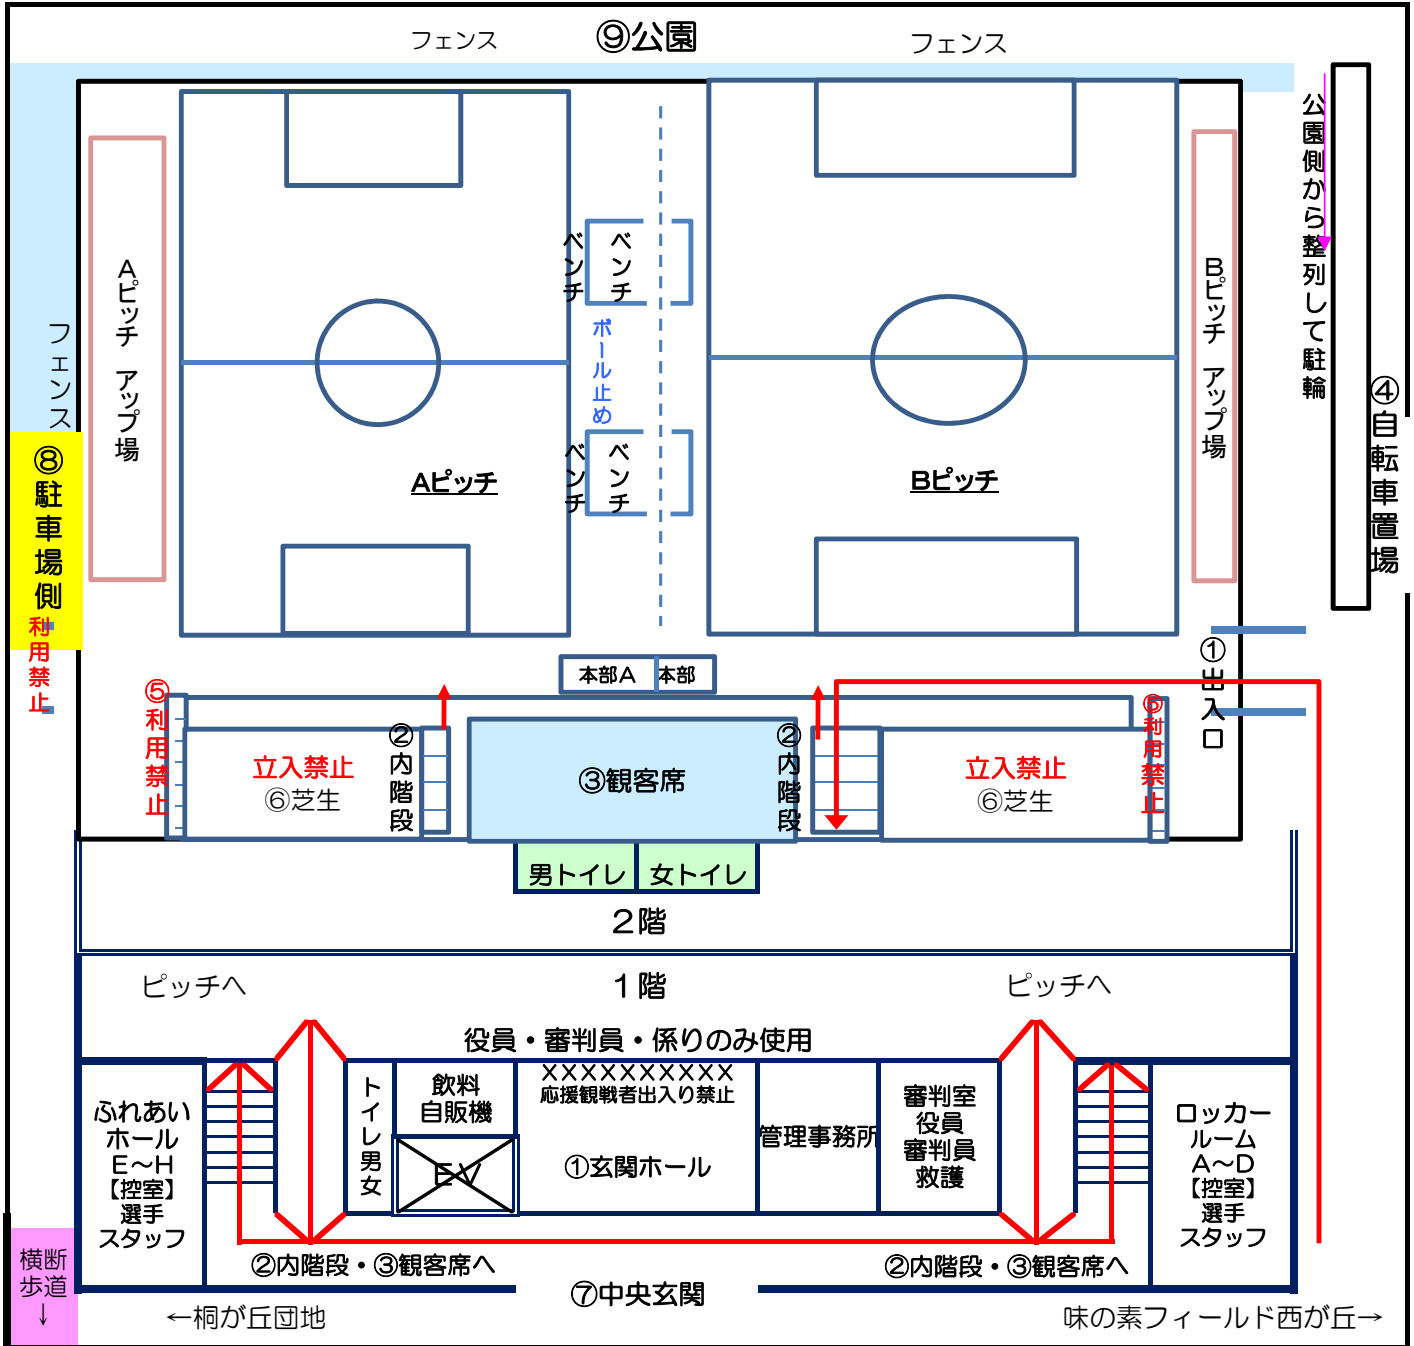 フェンス
⑨公園
フェンス
公園側から整列して駐輪
④自転車置場
Aピッチ　アップ場
Bピッチ　アップ場
フェンス
ベンチ
ベンチ
ボール止め
ベンチ
ベンチ
Aピッチ
Bピッチ
⑧駐車場側
利用禁止
①出入口
本部A
本部
⑤利用禁止
立入禁止
⑥芝生
②内階段
③観客席
②内階段
立入禁止
⑥芝生
⑤利用禁止
男トイレ
女トイレ
2階
1階
ピッチへ
ピッチへ
役員・審判員・係りのみ使用
ふれあい
ホール
E～H
【控室】
選手
スタッフ
トイレ男女
飲料
自販機
EV
××××××××××
応援観戦者出入り禁止
①玄関ホール
管理事務所
審判室
役員
審判員
救護
ロッカー
ルーム
A～D
【控室】
選手
スタッフ
②内階段・③観客席へ
②内階段・③観客席へ
⑦中央玄関
横断
歩道
↓
←桐が丘団地
味の素フィールド西が丘→